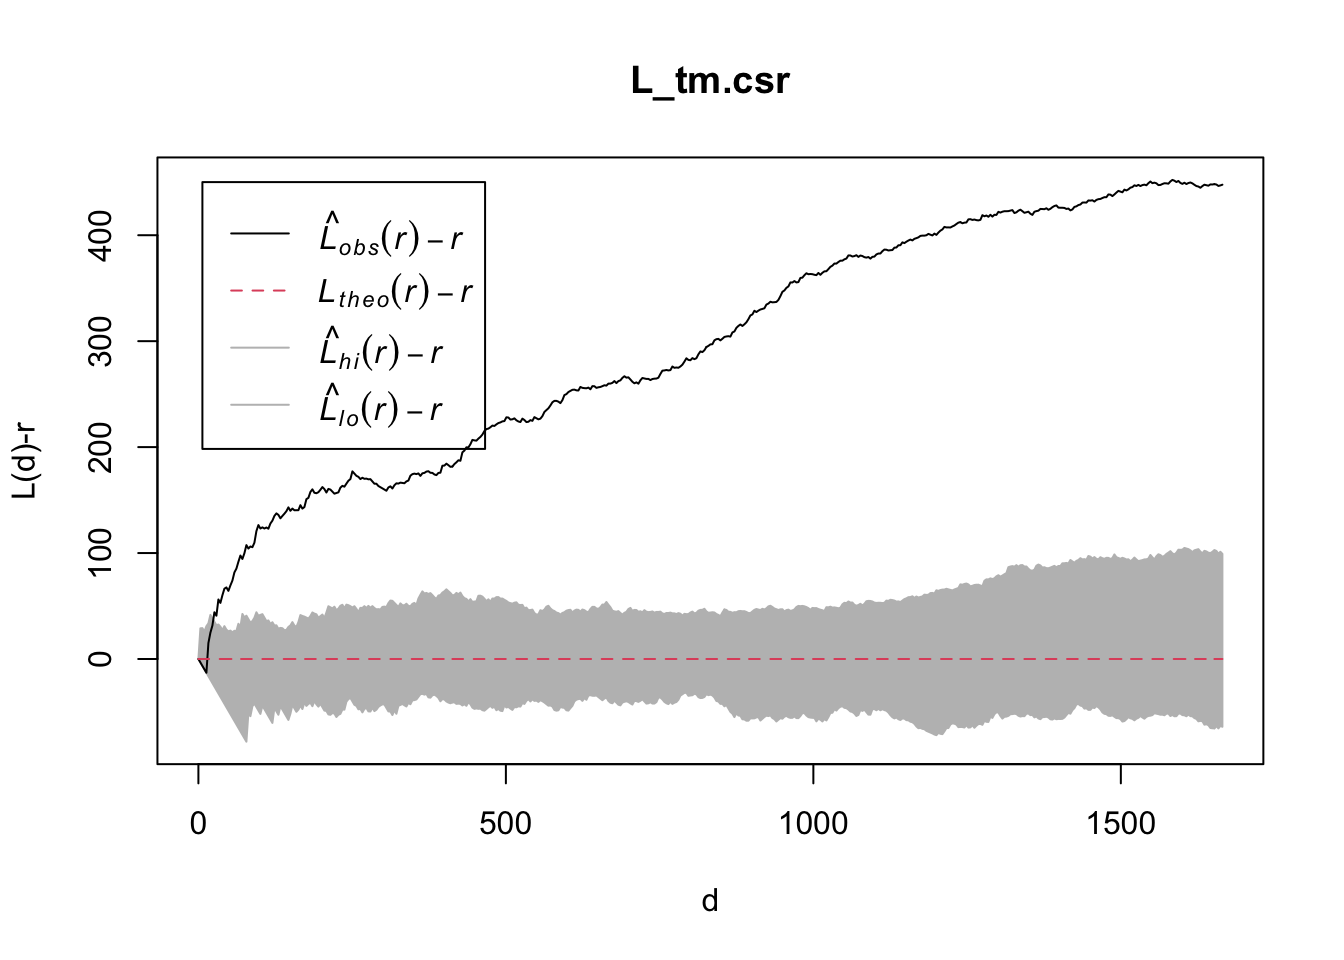 L_tm.csr
L̂obs(r) – r
Ltheo(r) – r
L̂hi(r) – r
L̂lo(r) – r
L(d)-r
400
300
200
100
0
0 500 1000 1500
d